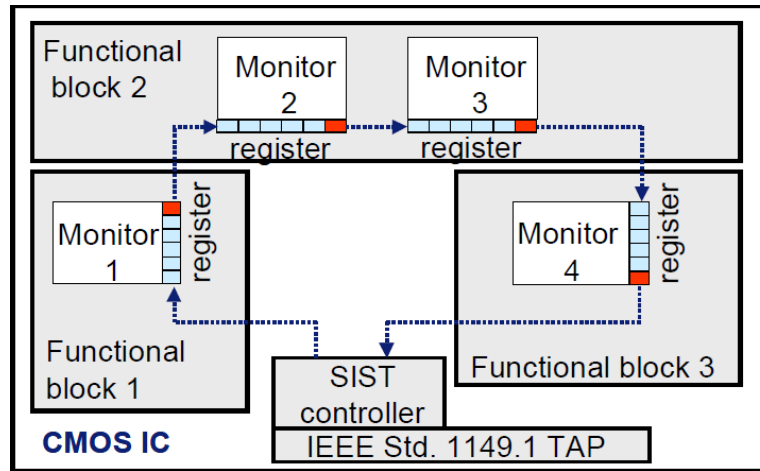 Functional
block 2
Monitor
2
register
Monitor
3
register
Monitor
1
register
Functional
block 1
Monitor
4
register
Functional block 3
SIST
controller
IEEE Std. 1149.1 TAP
CMOS IC